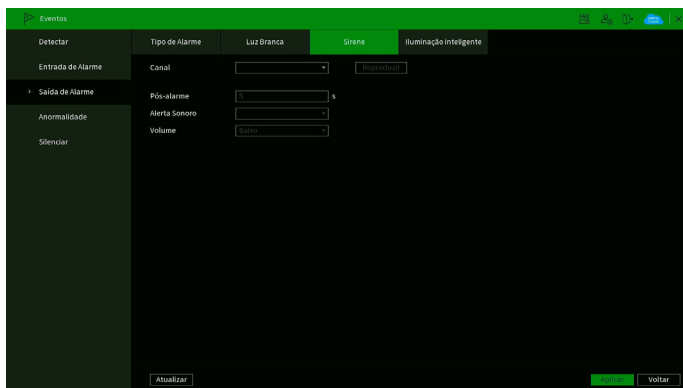 Eventos
Detectar
Entrada de Alarme
> Saída de Alarme
Anormalidade
Silenciar
Tipo de Alarme Luz Branca Sirene Iluminação inteligente
Canal Reproduzir
Pós-alarme 5 s
Alerta Sonoro
Volume Baixo
Atualizar Aplicar Voltar